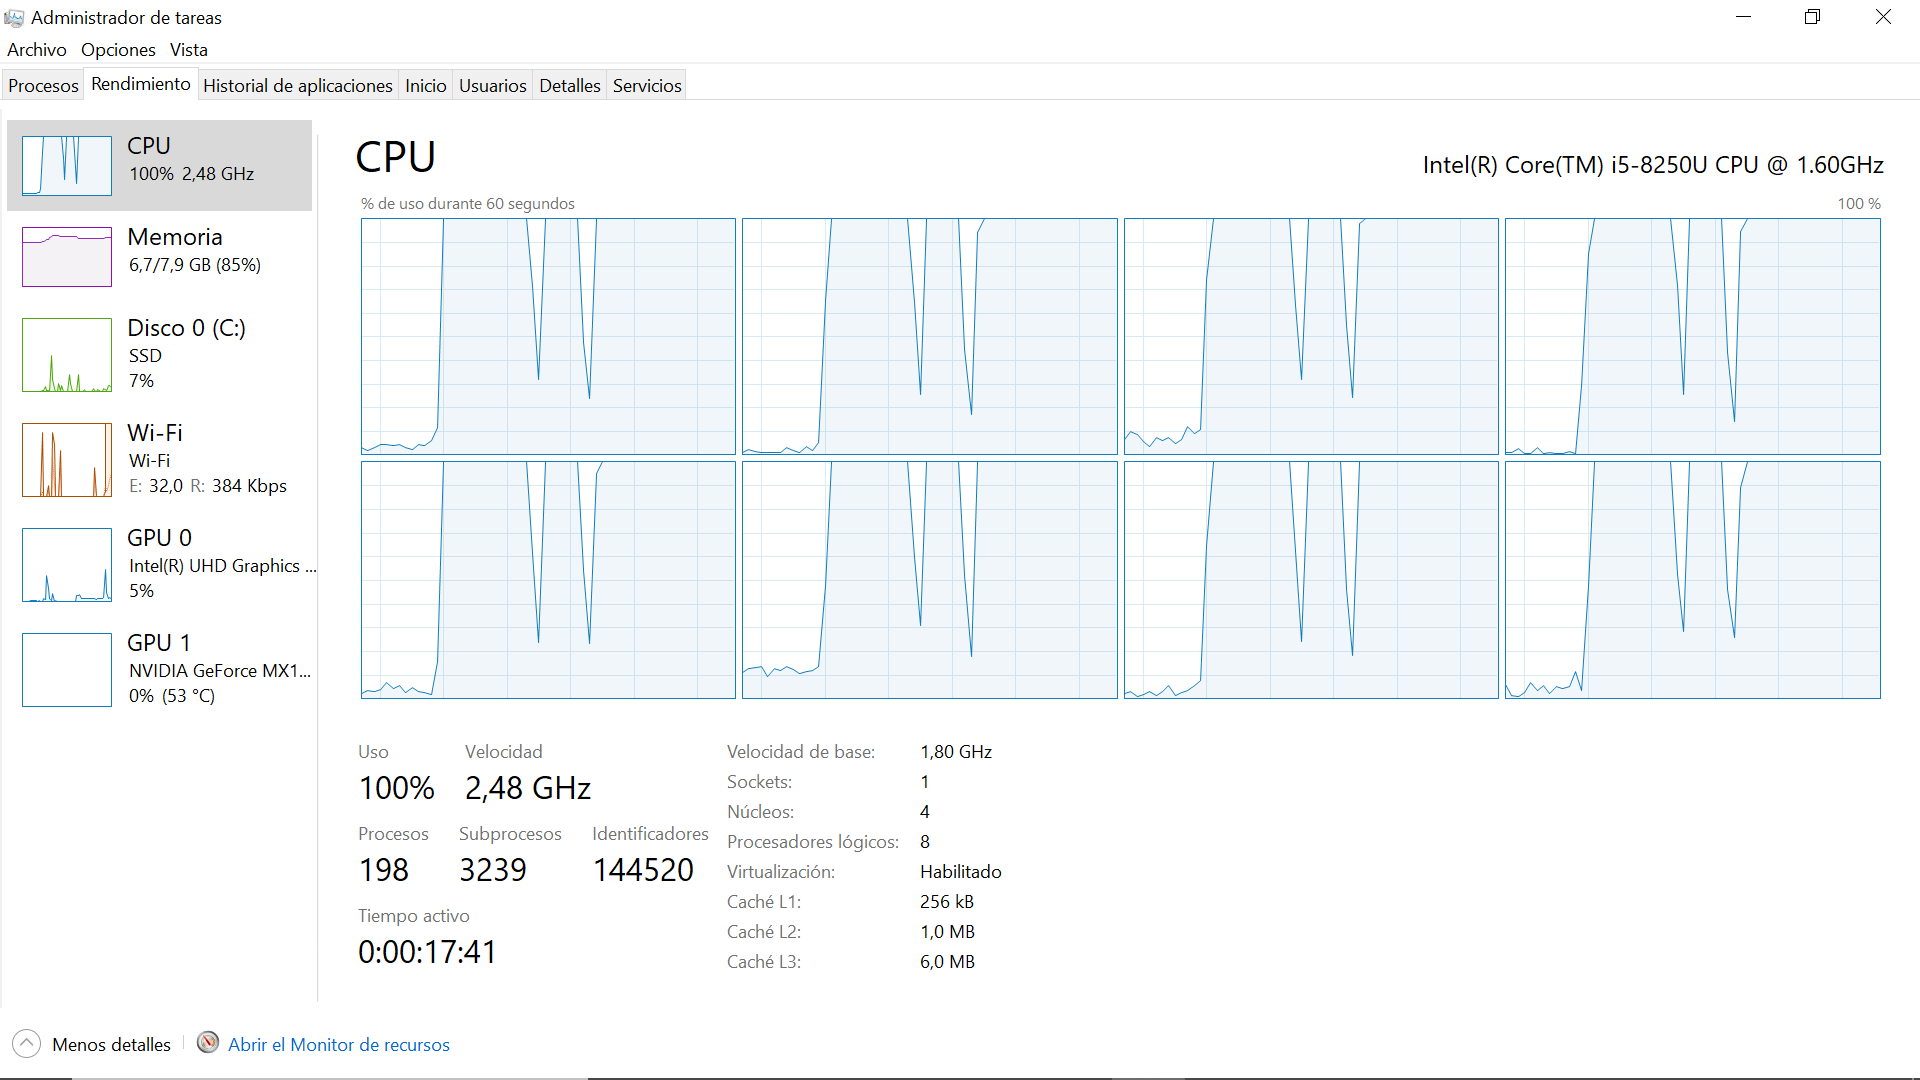 Administrador de tareas
Archivo Opciones Vista
Procesos Rendimiento Historial de aplicaciones Inicio Usuarios Detalles Servicios
CPU
100% 2,48 GHz
Memoria
6,7/7,9 GB (85%)
Disco 0 (C:)
SSD
7%
Wi-Fi
Wi-Fi
E: 32,0 R: 384 Kbps
GPU 0
Intel(R) UHD Graphics ...
5%
GPU 1
NVIDIA GeForce MX1...
0% (53 °C)
CPU
Intel(R) Core(TM) i5-8250U CPU @ 1.60GHz
% de uso durante 60 segundos
100 %
Uso
100%
Velocidad
2,48 GHz
Procesos
198
Subprocesos
3239
Identificadores
144520
Tiempo activo
0:00:17:41
Velocidad de base: 1,80 GHz
Sockets: 1
Núcleos: 4
Procesadores lógicos: 8
Virtualización: Habilitado
Caché L1: 256 kB
Caché L2: 1,0 MB
Caché L3: 6,0 MB
Menos detalles
Abrir el Monitor de recursos